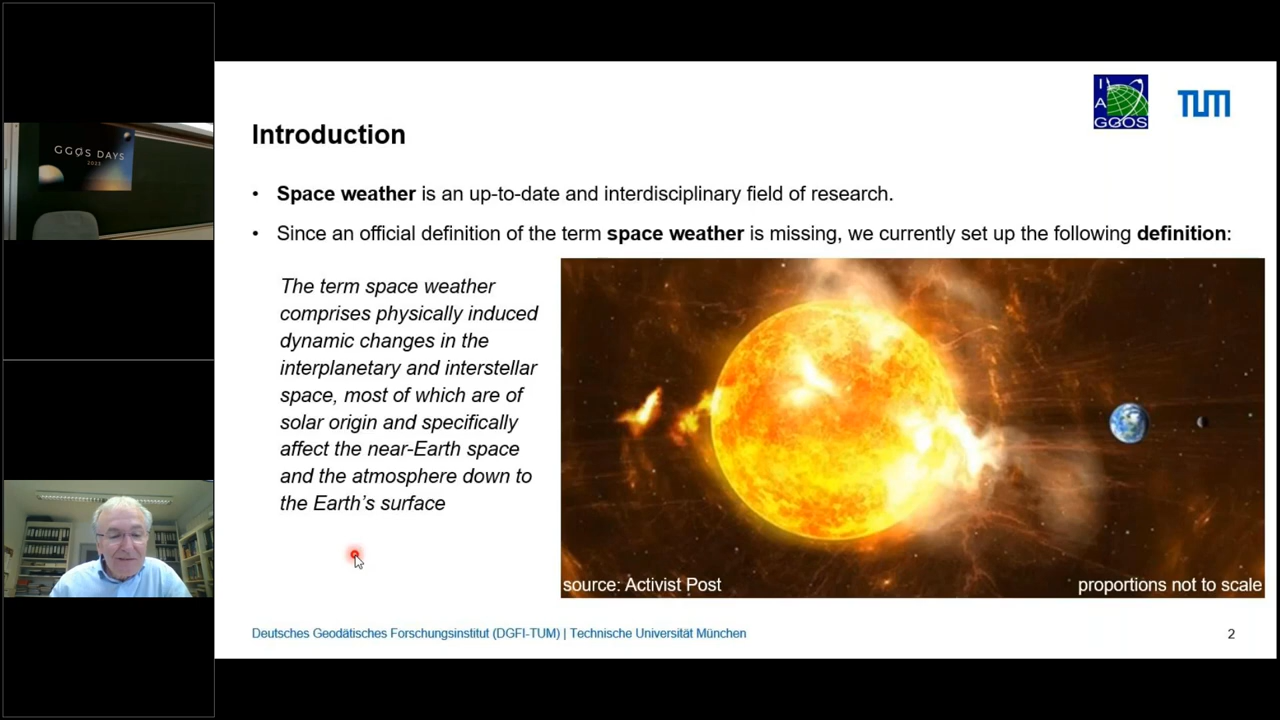 GGOS DAYS
I
A
GGOS
TUM
Introduction
• Space weather is an up-to-date and interdisciplinary field of research.
• Since an official definition of the term space weather is missing, we currently set up the following definition:
The term space weather
comprises physically induced
dynamic changes in the
interplanetary and interstellar
space, most of which are of
solar origin and specifically
affect the near-Earth space
and the atmosphere down to
the Earth's surface
source: Activist Post
proportions not to scale
Deutsches Geodätisches Forschungsinstitut (DGFI-TUM) | Technische Universität München
2